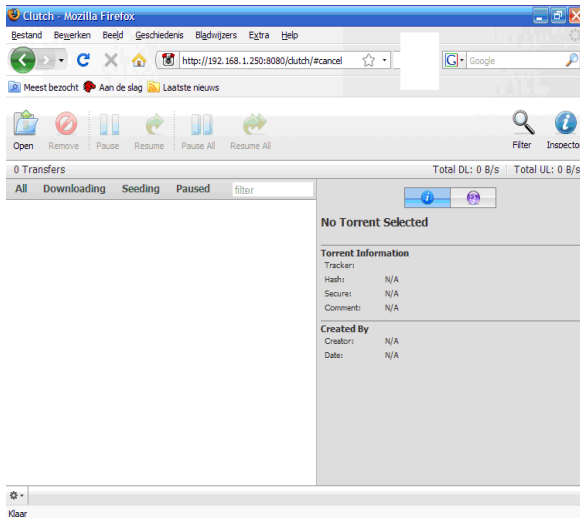 Clutch - Mozilla Firefox
Bestand Bewerken Beeld Geschiedenis Bladwijzers Extra Help
http://192.168.1.250:8080/clutch/#cancel G Google
Meest bezocht Aan de slag Laatste nieuws
Open Remove Pause Resume Pause All Resume All Filter Inspector
0 Transfers Total DL: 0 B/s Total UL: 0 B/s
All Downloading Seeding Paused filter
No Torrent Selected
Torrent Information
Tracker:
Hash: N/A
Secure: N/A
Comment: N/A
Created By
Creator: N/A
Date: N/A
Klaar